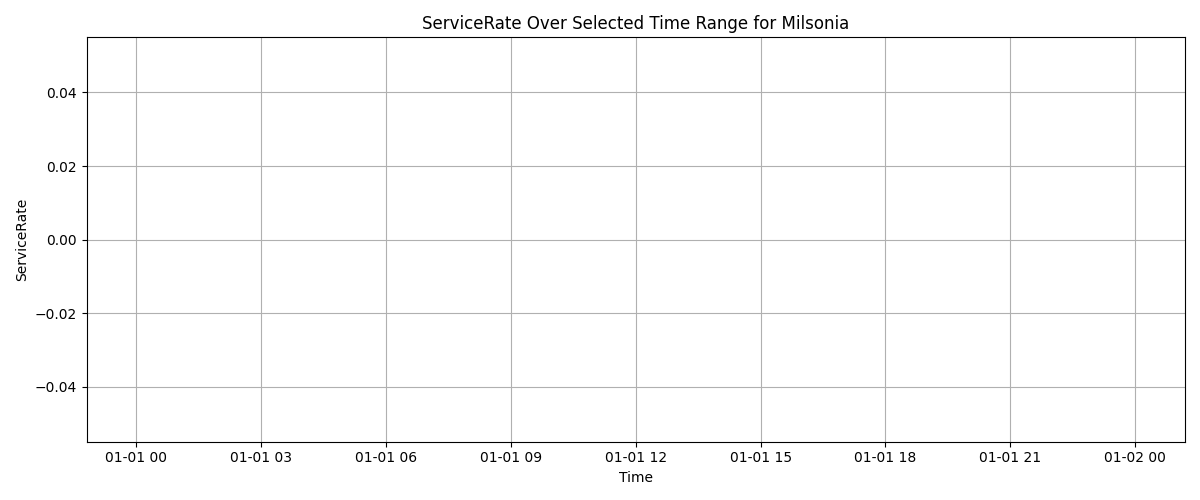 ServiceRate Over Selected Time Range for Milsonia
0.04
0.02
0.00
−0.02
−0.04
ServiceRate
01-01 00 01-01 03 01-01 06 01-01 09 01-01 12 01-01 15 01-01 18 01-01 21 01-02 00
Time